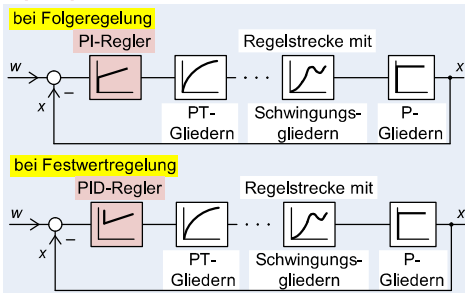 bei Folgeregelung
PI-Regler
Regelstrecke mit
w
x
x
PT-
Gliedern
Schwingungs-
gliedern
P-
Gliedern
bei Festwertregelung
PID-Regler
Regelstrecke mit
w
x
x
PT-
Gliedern
Schwingungs-
gliedern
P-
Gliedern